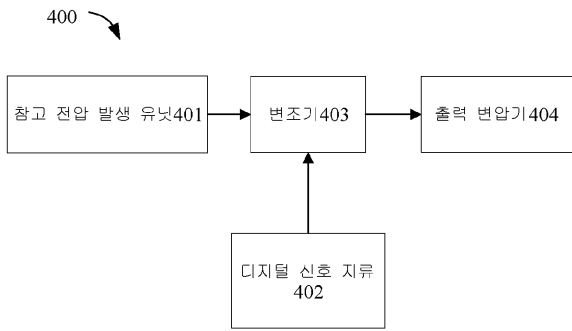 400
참고 전압 발생 유닛401
변조기403
출력 변압기404
디지털 신호 지류
402